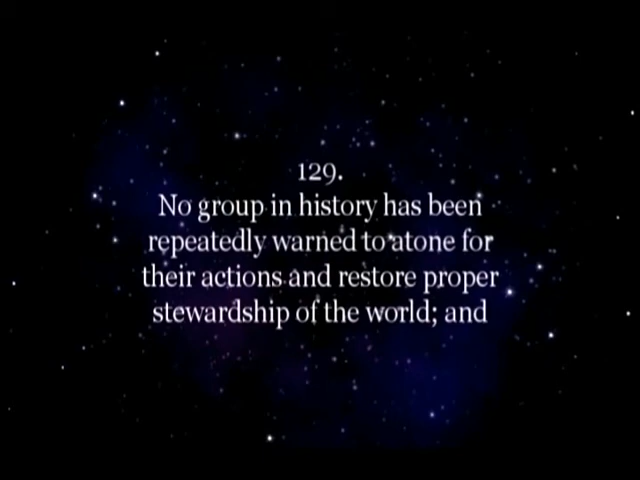 129.
No group in history has been
repeatedly warned to atone for
their actions and restore proper
stewardship of the world; and